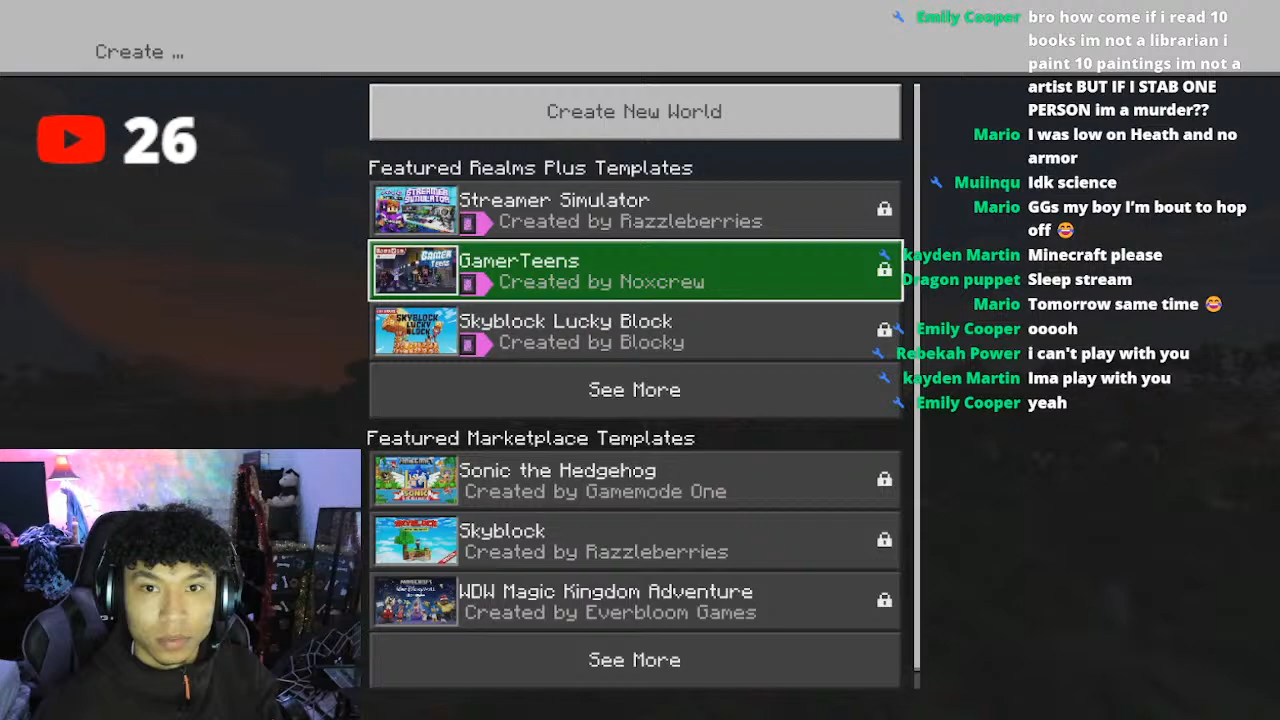 Create ...
26
Create New World
Featured Realms Plus Templates
Streamer Simulator
Created by Razzleberries
GamerTeens
Created by Noxcrew
Skyblock Lucky Block
Created by Blocky
See More
Featured Marketplace Templates
Sonic the Hedgehog
Created by Gamemode One
Skyblock
Created by Razzleberries
WDW Magic Kingdom Adventure
Created by Everbloom Games
See More
Emily Cooper bro how come if i read 10
books im not a librarian i
paint 10 paintings im not a
artist BUT IF I STAB ONE
PERSON im a murder??
Mario I was low on Heath and no
armor
Muiinqu Idk science
Mario GGs my boy I’m bout to hop
off 😂
kayden Martin Minecraft please
Dragon puppet Sleep stream
Mario Tomorrow same time 😂
Emily Cooper ooooh
Rebekah Power i can't play with you
kayden Martin Ima play with you
Emily Cooper yeah